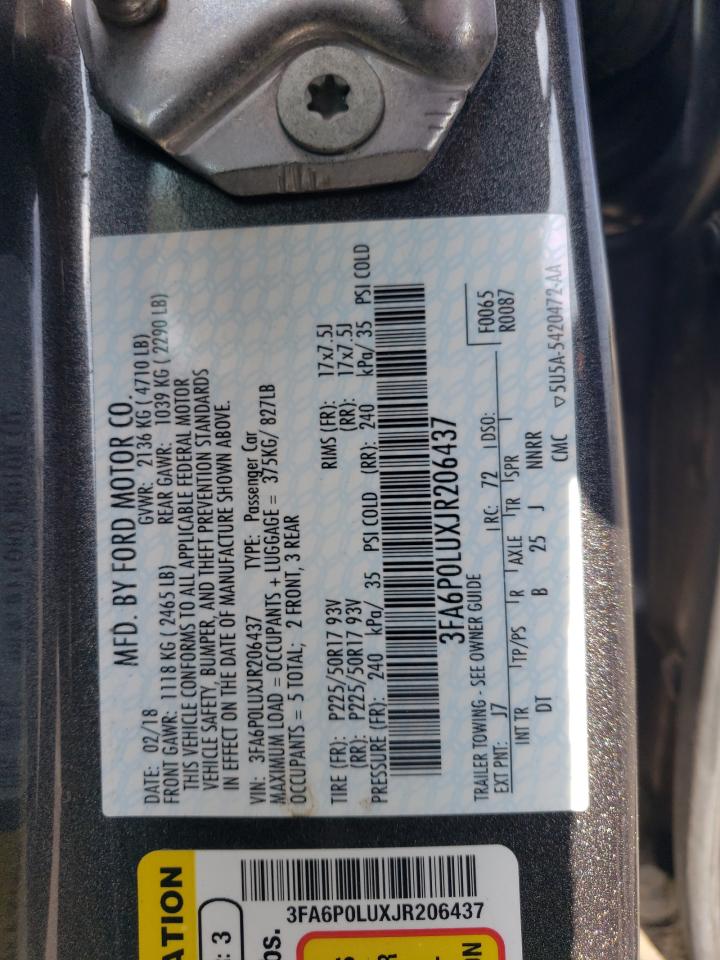 MFD. BY FORD MOTOR CO.
DATE: 02/18 GVWR: 2136 KG ( 4710 LB)
FRONT GAWR: 1118 KG ( 2465 LB) REAR GAWR: 1039 KG ( 2290 LB)
THIS VEHICLE CONFORMS TO ALL APPLICABLE FEDERAL MOTOR
VEHICLE SAFETY, BUMPER, AND THEFT PREVENTION STANDARDS
IN EFFECT ON THE DATE OF MANUFACTURE SHOWN ABOVE.
VIN: 3FA6P0LUXJR206437 TYPE: Passenger Car
MAXIMUM LOAD = OCCUPANTS + LUGGAGE = 375KG/ 827LB
OCCUPANTS = 5 TOTAL; 2 FRONT, 3 REAR
TIRE (FR): P225/50R17 93V RIMS (FR): 17x7.5J
(RR): P225/50R17 93V (RR): 17x7.5J
PRESSURE (FR): 240 kPa/ 35 PSI COLD (RR): 240 kPa/ 35 PSI COLD
3FA6P0LUXJR206437
TRAILER TOWING - SEE OWNER GUIDE F0065
EXT PNT: J7 RC: 72 DSO: R0087
INT TR TP/PS R AXLE TR SPR
DT B 25 J NNRR
CMC ▽5U5A-5420472-AA
3FA6P0LUXJR206437
: 3